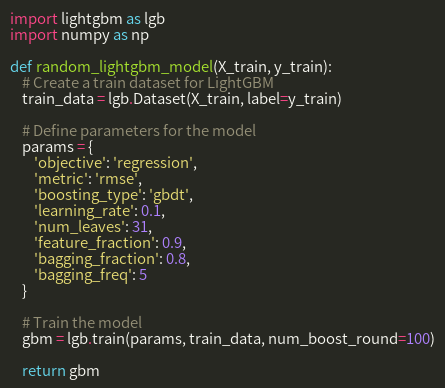 import lightgbm as lgb
import numpy as np

def random_lightgbm_model(X_train, y_train):
    # Create a train dataset for LightGBM
    train_data = lgb.Dataset(X_train, label=y_train)

    # Define parameters for the model
    params = {
        'objective': 'regression',
        'metric': 'rmse',
        'boosting_type': 'gbdt',
        'learning_rate': 0.1,
        'num_leaves': 31,
        'feature_fraction': 0.9,
        'bagging_fraction': 0.8,
        'bagging_freq': 5
    }

    # Train the model
    gbm = lgb.train(params, train_data, num_boost_round=100)

    return gbm